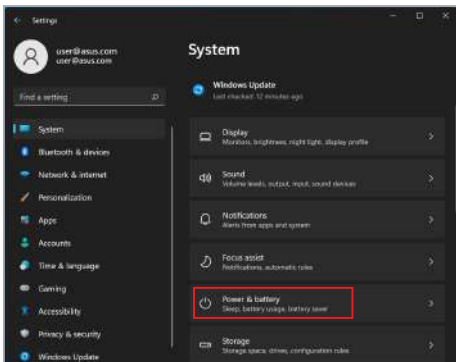 Settings
user@asus.com
user@asus.com
Find a setting
System
Bluetooth & devices
Network & internet
Personalization
Apps
Accounts
Time & language
Gaming
Accessibility
Privacy & security
Windows Update
System
Windows Update
Last checked: 12 minutes ago
Display
Monitors, brightness, night light, display profile
Sound
Volume levels, output, input, sound devices
Notifications
Alerts from apps and system
Focus assist
Notifications, automatic rules
Power & battery
Sleep, battery usage, battery saver
Storage
Storage space, drives, configuration rules